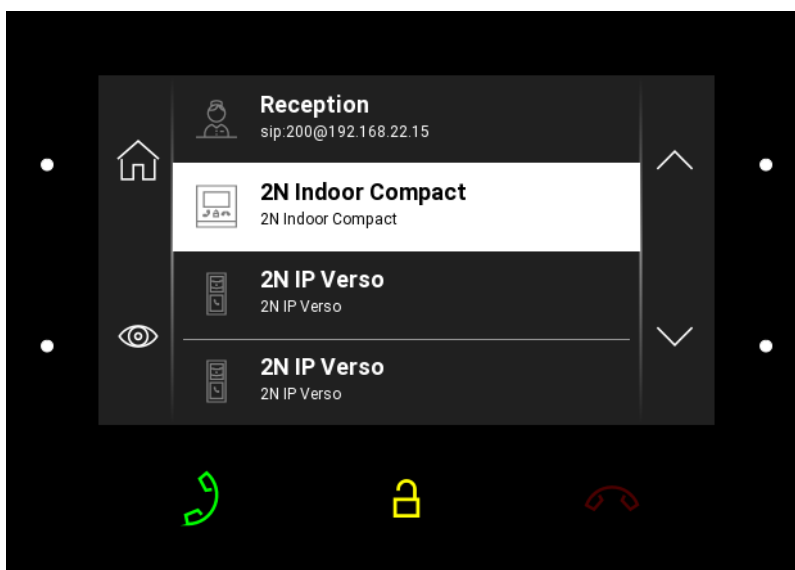 Reception
sip:200@192.168.22.15
2N Indoor Compact
2N Indoor Compact
2N IP Verso
2N IP Verso
2N IP Verso
2N IP Verso